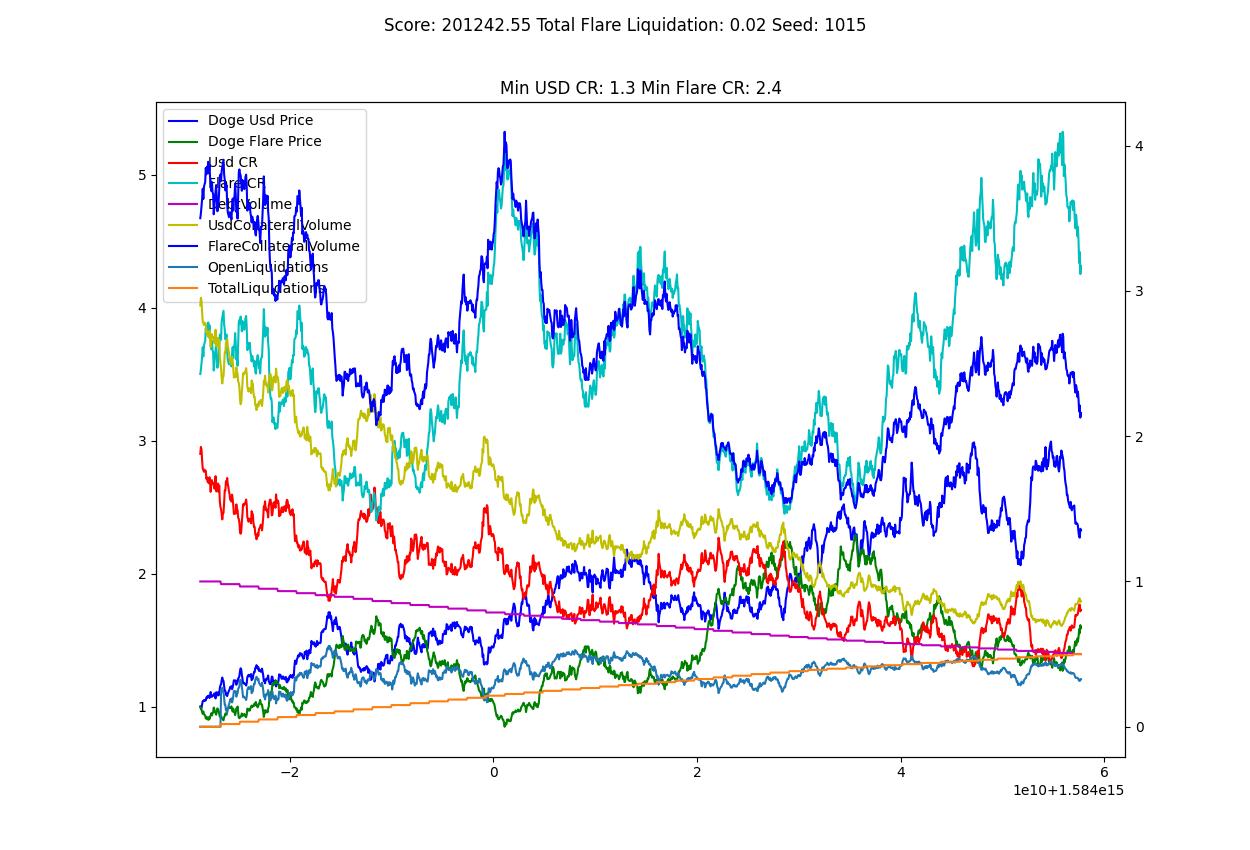 Score: 201242.55 Total Flare Liquidation: 0.02 Seed: 1015
Min USD CR: 1.3 Min Flare CR: 2.4
Doge Usd Price
Doge Flare Price
Usd CR
Flare CR
DebtVolume
UsdCollateralVolume
FlareCollateralVolume
OpenLiquidations
TotalLiquidations
5
4
3
2
1
4
3
2
1
0
−2
0
2
4
6
1e10+1.584e15